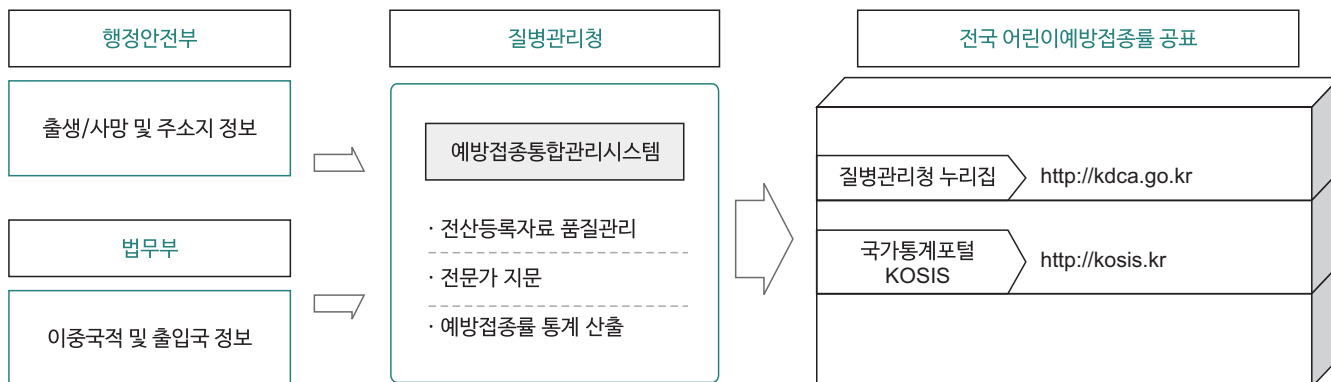 행정안전부
출생/사망 및 주소지 정보
법무부
이중국적 및 출입국 정보
질병관리청
예방접종통합관리시스템
· 전산등록자료 품질관리
· 전문가 지문
· 예방접종률 통계 산출
전국 어린이예방접종률 공표
질병관리청 누리집
http://kdca.go.kr
국가통계포털
KOSIS
http://kosis.kr